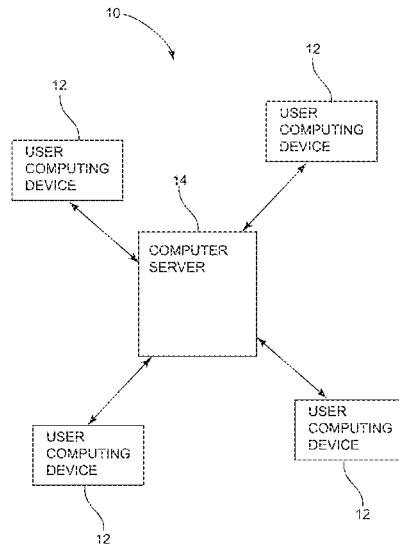 10
12
USER
COMPUTING
DEVICE
12
USER
COMPUTING
DEVICE
14
COMPUTER
SERVER
USER
COMPUTING
DEVICE
12
USER
COMPUTING
DEVICE
12